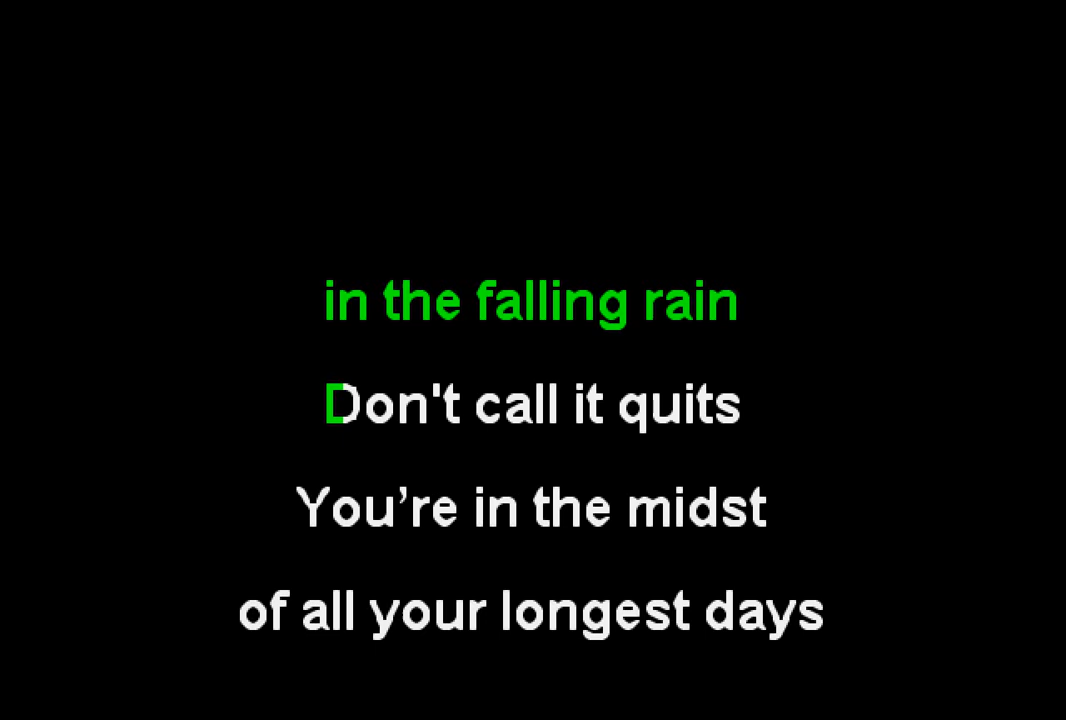 in the falling rain
Don't call it quits
You’re in the midst
of all your longest days